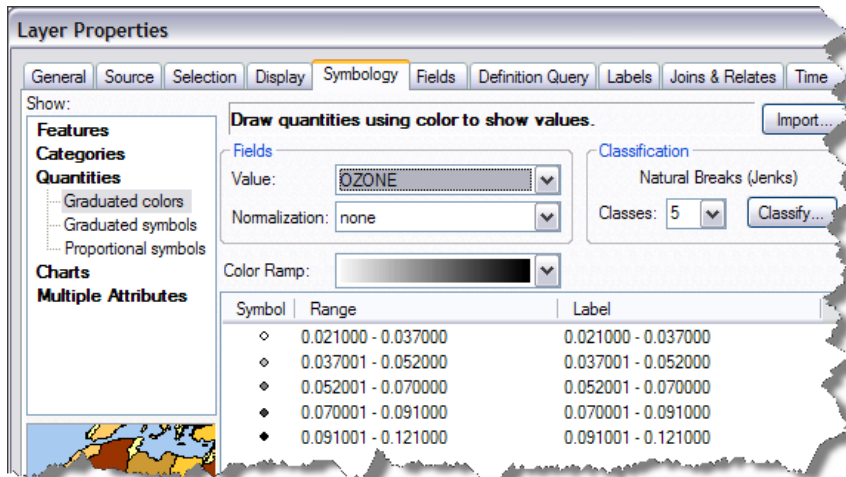 Layer Properties
General Source Selection Display Symbology Fields Definition Query Labels Joins & Relates Time
Show:
Features
Categories
Quantities
Graduated colors
Graduated symbols
Proportional symbols
Charts
Multiple Attributes
Draw quantities using color to show values.
Import...
Fields
Value: OZONE
Normalization: none
Classification
Natural Breaks (Jenks)
Classes: 5 Classify...
Color Ramp:
Symbol Range Label
0.021000 - 0.037000 0.021000 - 0.037000
0.037001 - 0.052000 0.037001 - 0.052000
0.052001 - 0.070000 0.052001 - 0.070000
0.070001 - 0.091000 0.070001 - 0.091000
0.091001 - 0.121000 0.091001 - 0.121000